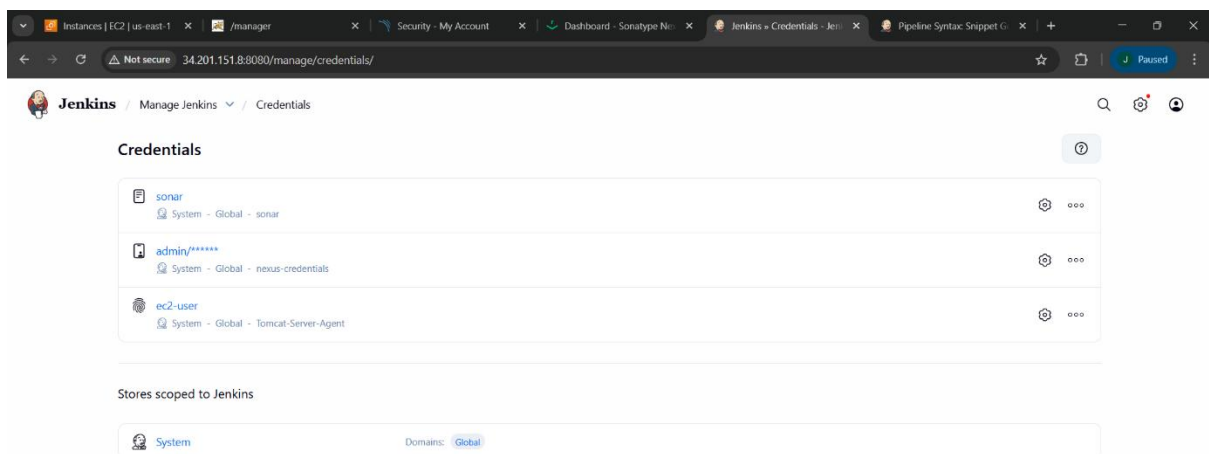 Instances | EC2 | us-east-1
/manager
Security - My Account
Dashboard - Sonatype Ne
Jenkins » Credentials - Jen
Pipeline Syntax: Snippet G
Not secure 34.201.151.8:8080/manage/credentials/
J Paused
Jenkins / Manage Jenkins / Credentials
Credentials
sonar
System - Global - sonar
admin/******
System - Global - nexus-credentials
ec2-user
System - Global - Tomcat-Server-Agent
Stores scoped to Jenkins
System Domains: Global